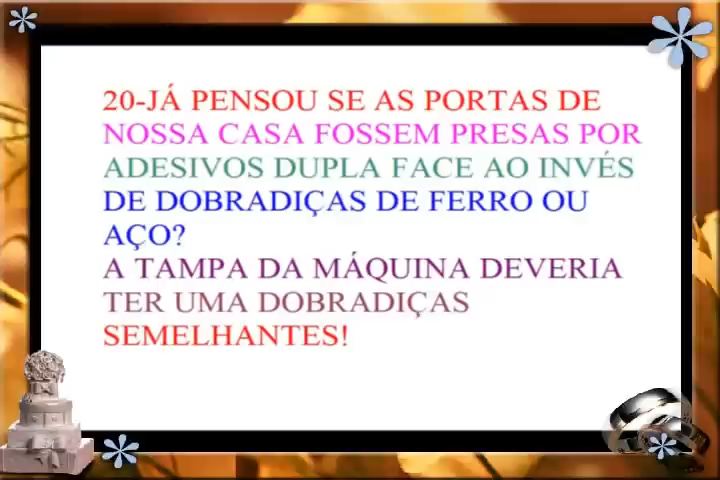 20-JÁ PENSOU SE AS PORTAS DE
NOSSA CASA FOSSEM PRESAS POR
ADESIVOS DUPLA FACE AO INVÉS
DE DOBRADIÇAS DE FERRO OU
AÇO?
A TAMPA DA MÁQUINA DEVERIA
TER UMA DOBRADIÇAS
SEMELHANTES!